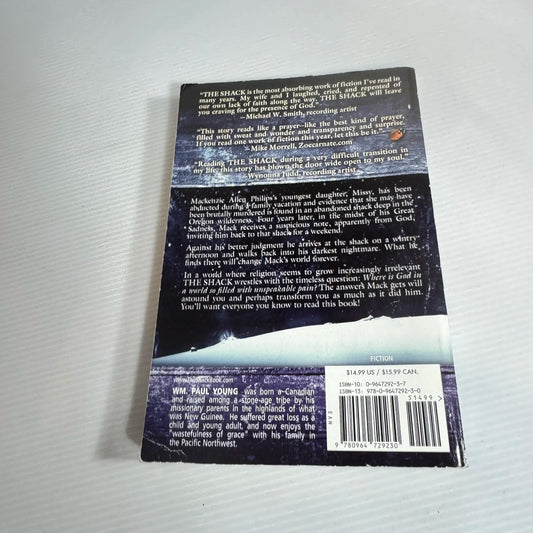 "THE SHACK is the most absorbing work of fiction I've read in
many years. My wife and I laughed, cried, and repented of
our own lack of faith along the way. THE SHACK will leave
you craving for the presence of God."
—Michael W. Smith, recording artist
"This story reads like a prayer—like the best kind of prayer,
filled with sweat and wonder and transparency and surprise.
If you read one work of fiction this year, let this be it."
—Mike Morrell, Zoecarnate.com
"Reading THE SHACK during a very difficult transition in
my life, this story has blown the door wide open to my soul."
—Wynonna Judd, recording artist
Mackenzie Allen Philips's youngest daughter, Missy, has been
abducted during a family vacation and evidence that she may have
been brutally murdered is found in an abandoned shack deep in the
Oregon wilderness. Four years later, in the midst of his Great
Sadness, Mack receives a suspicious note, apparently from God,
inviting him back to that shack for a weekend.
Against his better judgment he arrives at the shack on a wintry
afternoon and walks back into his darkest nightmare. What he
finds there will change Mack's world forever.
In a world where religion seems to grow increasingly irrelevant
THE SHACK wrestles with the timeless question: Where is God in
a world so filled with unspeakable pain? The answers Mack gets will
astound you and perhaps transform you as much as it did him.
You'll want everyone you know to read this book!
FICTION
$14.99 US / $15.99 CAN.
ISBN-10: 0-9647292-3-7
ISBN-13: 978-0-9647292-3-0
51499>
EAN
9 780964 729230
WM. PAUL YOUNG was born a Canadian
and raised among a stone-age tribe by his
missionary parents in the highlands of what
was New Guinea. He suffered great loss as a
child and young adult, and now enjoys the
"wastefulness of grace" with his family in
the Pacific Northwest.